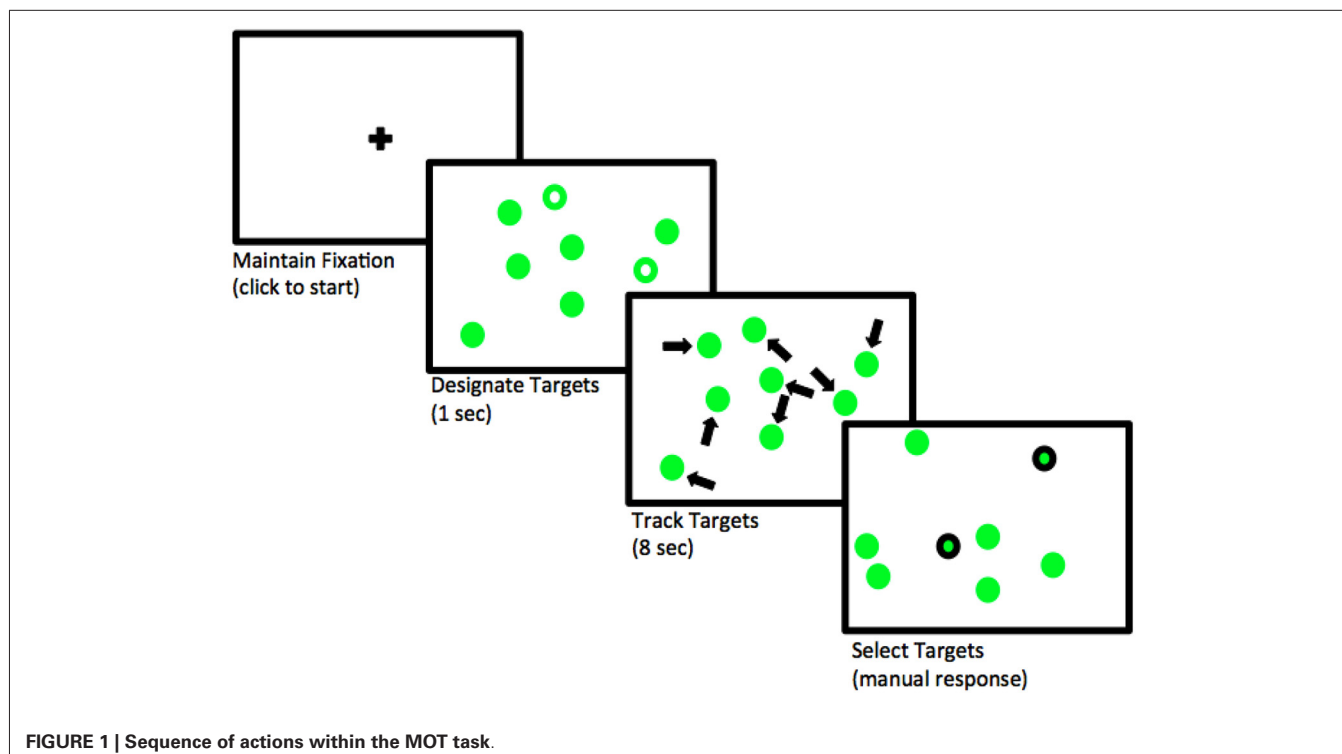 Maintain Fixation
(click to start)
Designate Targets
(1 sec)
Track Targets
(8 sec)
Select Targets
(manual response)
FIGURE 1 | Sequence of actions within the MOT task.